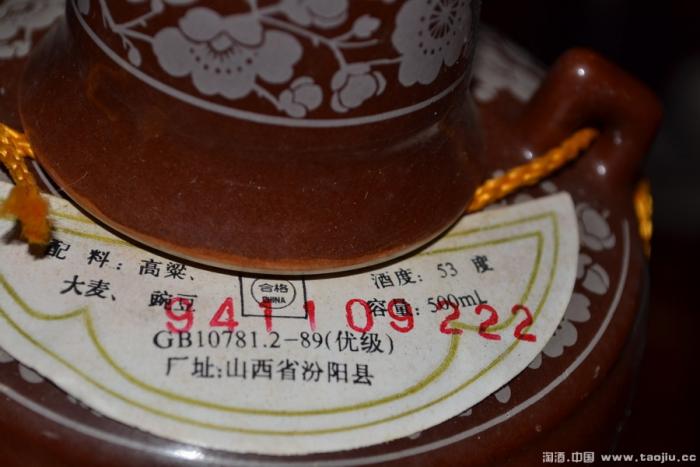 配 料：高粱、
酒度：53 度
大麦、豌豆
合格
CHINA
容量：500mL
941109 222
GB10781.2-89(优级)
厂址:山西省汾阳县
淘酒.中国 www.taojiu.cc